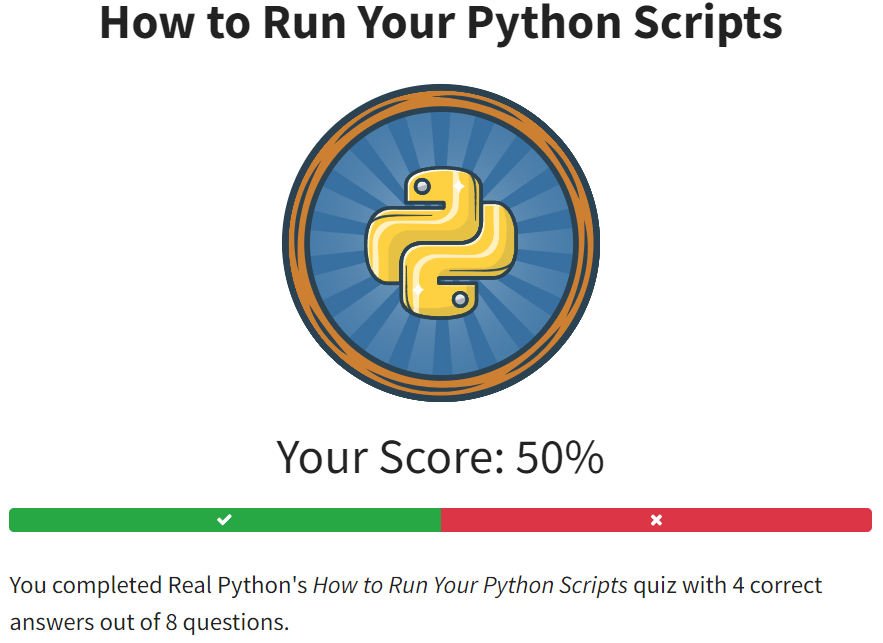 How to Run Your Python Scripts
Your Score: 50%
You completed Real Python's How to Run Your Python Scripts quiz with 4 correct
answers out of 8 questions.